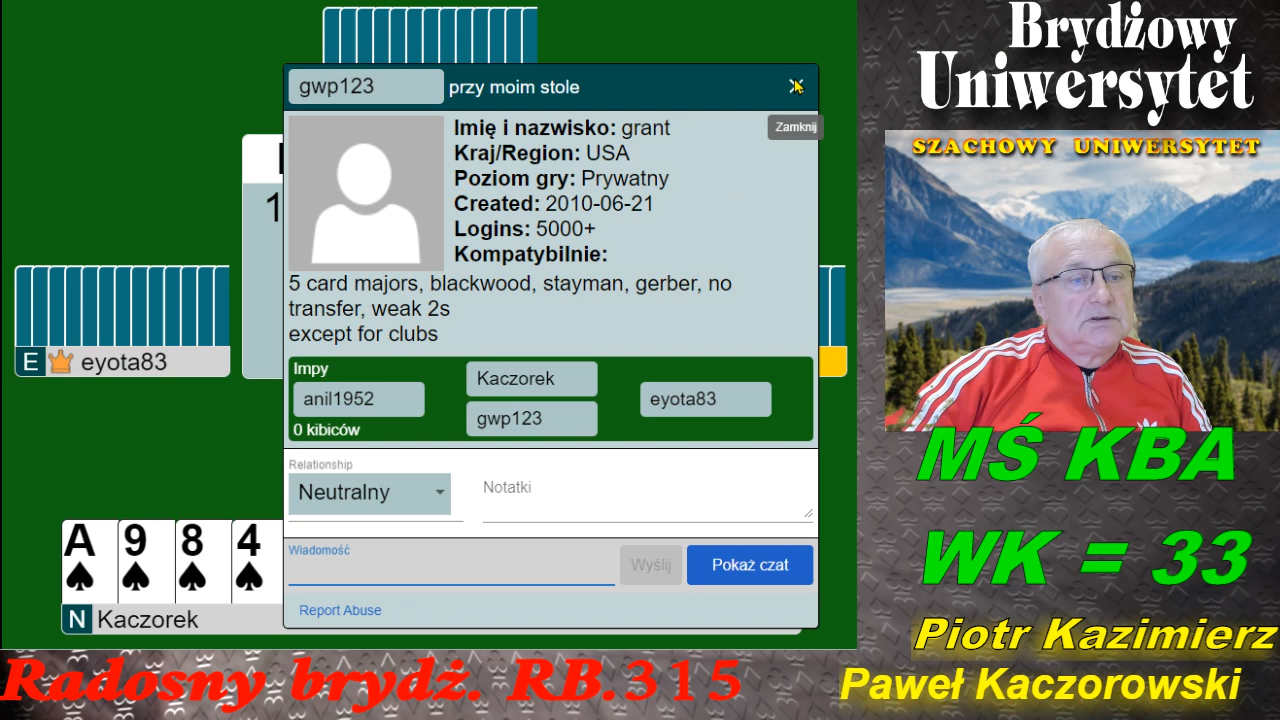 gwp123 przy moim stole
Zamknij
Imię i nazwisko: grant
Kraj/Region: USA
Poziom gry: Prywatny
Created: 2010-06-21
Logins: 5000+
Kompatybilnie:
5 card majors, blackwood, stayman, gerber, no
transfer, weak 2s
except for clubs
Impy
anil1952
Kaczorek
gwp123
eyota83
0 kibiców
Relationship
Neutralny
Notatki
Wiadomość
Wyślij
Pokaż czat
Report Abuse
1
E eyota83
A 9 8 4
N Kaczorek
Brydżowy
Uniwersytet
SZACHOWY UNIWERSYTET
MŚ KBA
WK = 33
Piotr Kazimierz
Paweł Kaczorowski
Radosny brydż. RB.315